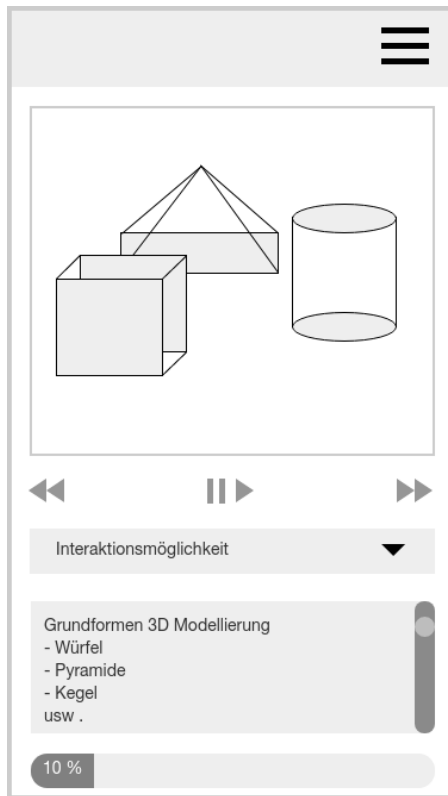 Interaktionsmöglichkeit
Grundformen 3D Modellierung
- Würfel
- Pyramide
- Kegel
usw .
10 %